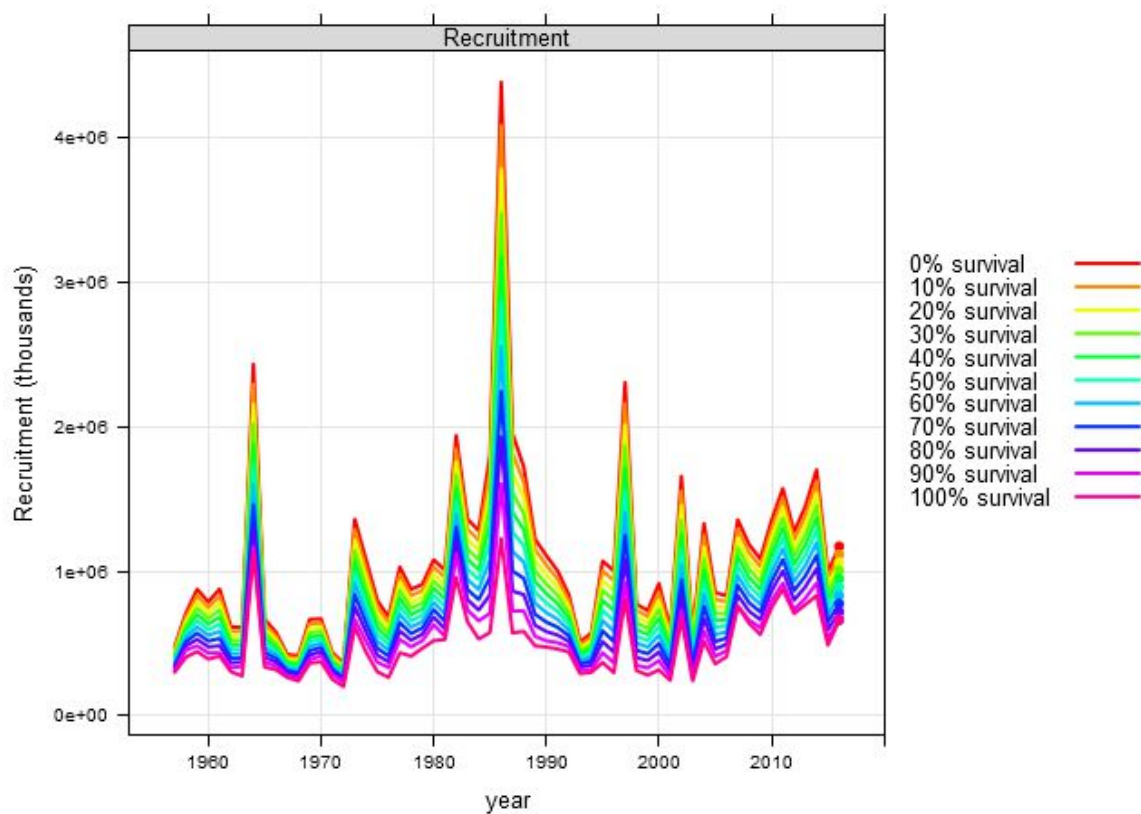 Recruitment
4e+06
3e+06
2e+06
1e+06
0e+00
Recruitment (thousands)
1960 1970 1980 1990 2000 2010
year
0% survival
10% survival
20% survival
30% survival
40% survival
50% survival
60% survival
70% survival
80% survival
90% survival
100% survival